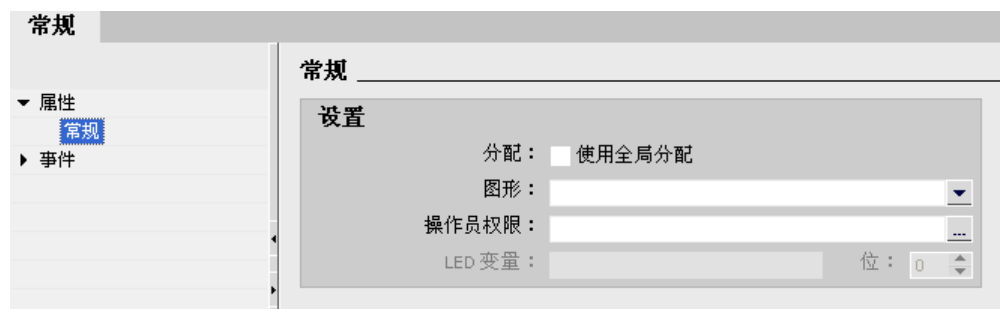 常规
常规
属性
常规
事件
设置
分配： 使用全局分配
图形：
操作员权限：
...
LED 变量： 位： 0